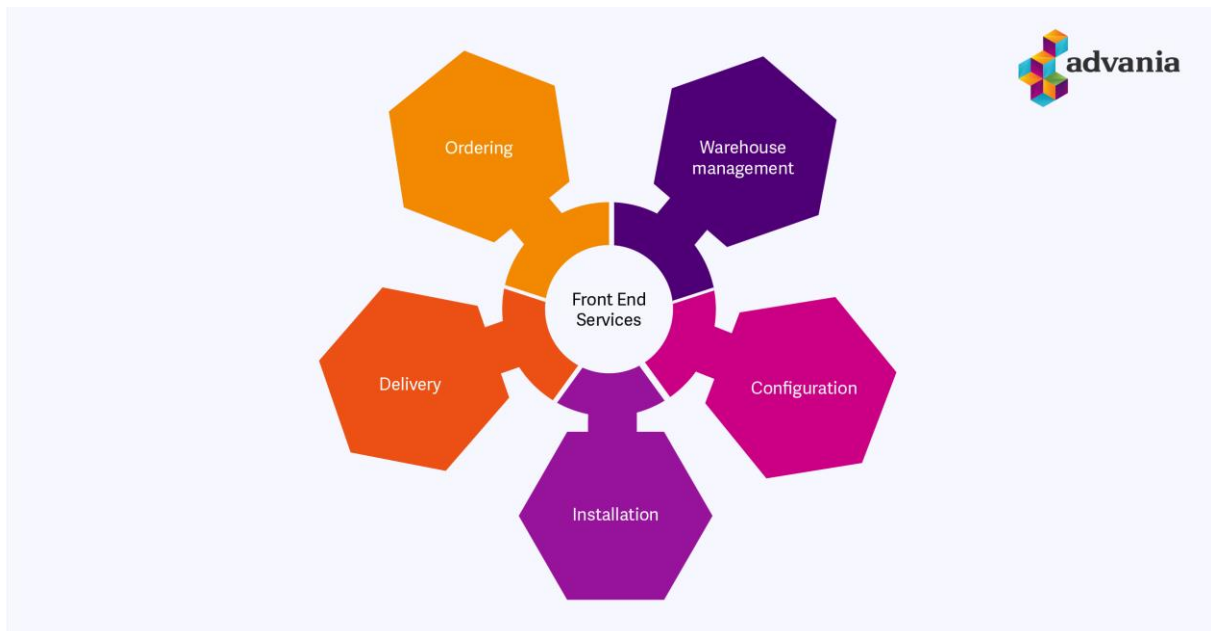 advania
Ordering
Warehouse
management
Front End
Services
Delivery
Configuration
Installation